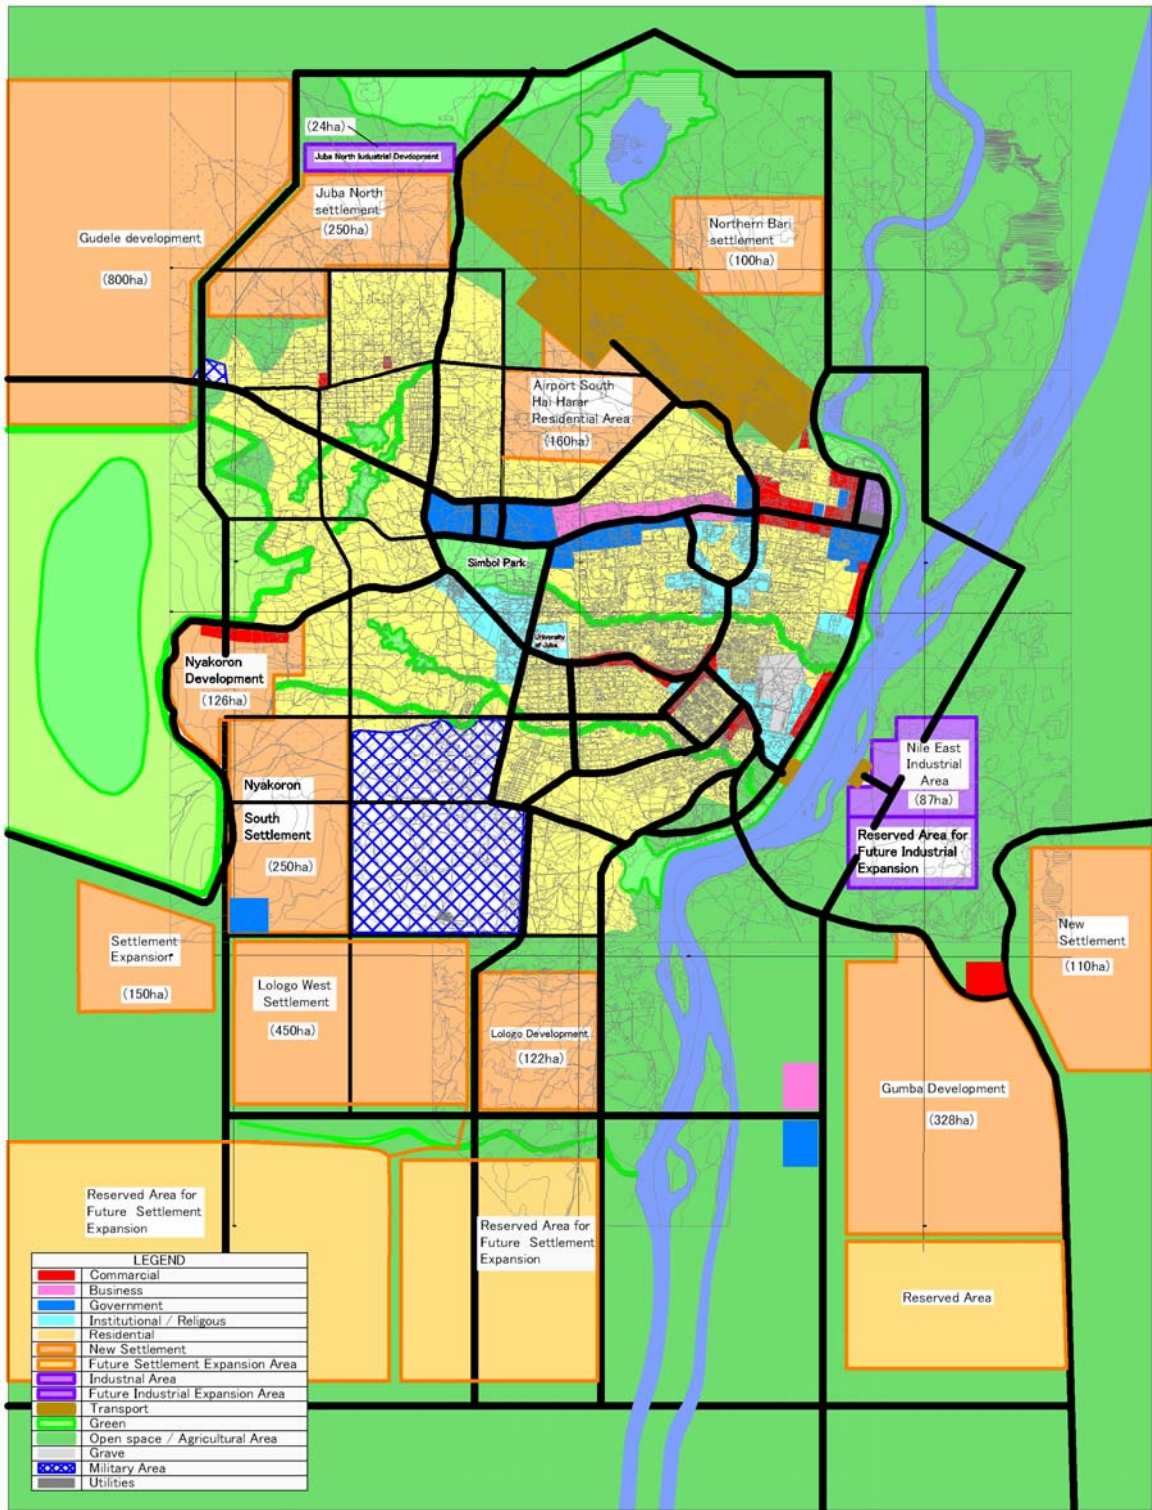 (24ha)
Juba North Industrial Development
Juba North
settlement
(250ha)
Gudele development
(800ha)
Northern Bari
settlement
(100ha)
Airport South
Hai Harar
Residential Area
(160ha)
Simbol Park
University
of Juba
Nyakoron
Development
(126ha)
Nile East
Industrial
Area
(87ha)
Nyakoron
South
Settlement
(250ha)
Reserved Area for
Future Industrial
Expansion
Settlement
Expansion
(150ha)
New
Settlement
(110ha)
Lologo West
Settlement
(450ha)
Lologo Development
(122ha)
Gumba Development
(328ha)
Reserved Area for
Future Settlement
Expansion
Reserved Area for
Future Settlement
Expansion
Reserved Area
LEGEND
Commercial
Business
Government
Institutional / Religous
Residential
New Settlement
Future Settlement Expansion Area
Industnal Area
Future Industrial Expansion Area
Transport
Green
Open space / Agricultural Area
Grave
Military Area
Utilities